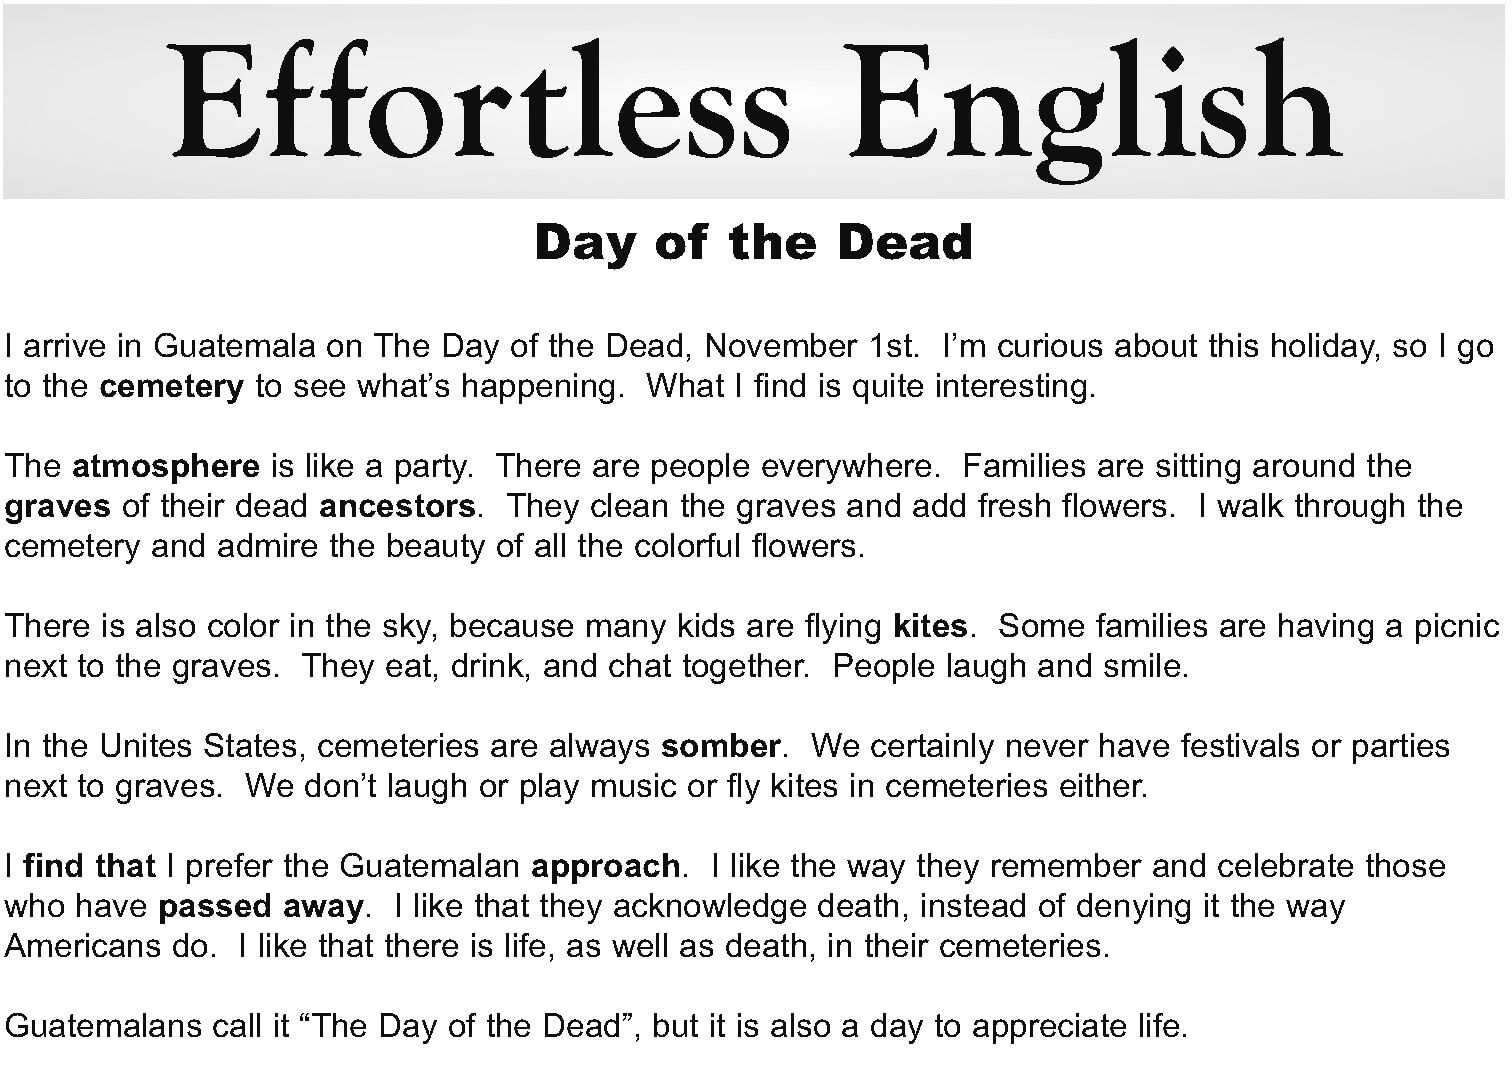 Effortless English
Day of the Dead
I arrive in Guatemala on The Day of the Dead, November 1st.  I’m curious about this holiday, so I go
to the cemetery to see what’s happening.  What I find is quite interesting.
The atmosphere is like a party.  There are people everywhere.  Families are sitting around the
graves of their dead ancestors.  They clean the graves and add fresh flowers.  I walk through the
cemetery and admire the beauty of all the colorful flowers.
There is also color in the sky, because many kids are flying kites.  Some families are having a picnic
next to the graves.  They eat, drink, and chat together.  People laugh and smile.
In the Unites States, cemeteries are always somber.  We certainly never have festivals or parties
next to graves.  We don’t laugh or play music or fly kites in cemeteries either.
I find that I prefer the Guatemalan approach.  I like the way they remember and celebrate those
who have passed away.  I like that they acknowledge death, instead of denying it the way
Americans do.  I like that there is life, as well as death, in their cemeteries.
Guatemalans call it “The Day of the Dead”, but it is also a day to appreciate life.